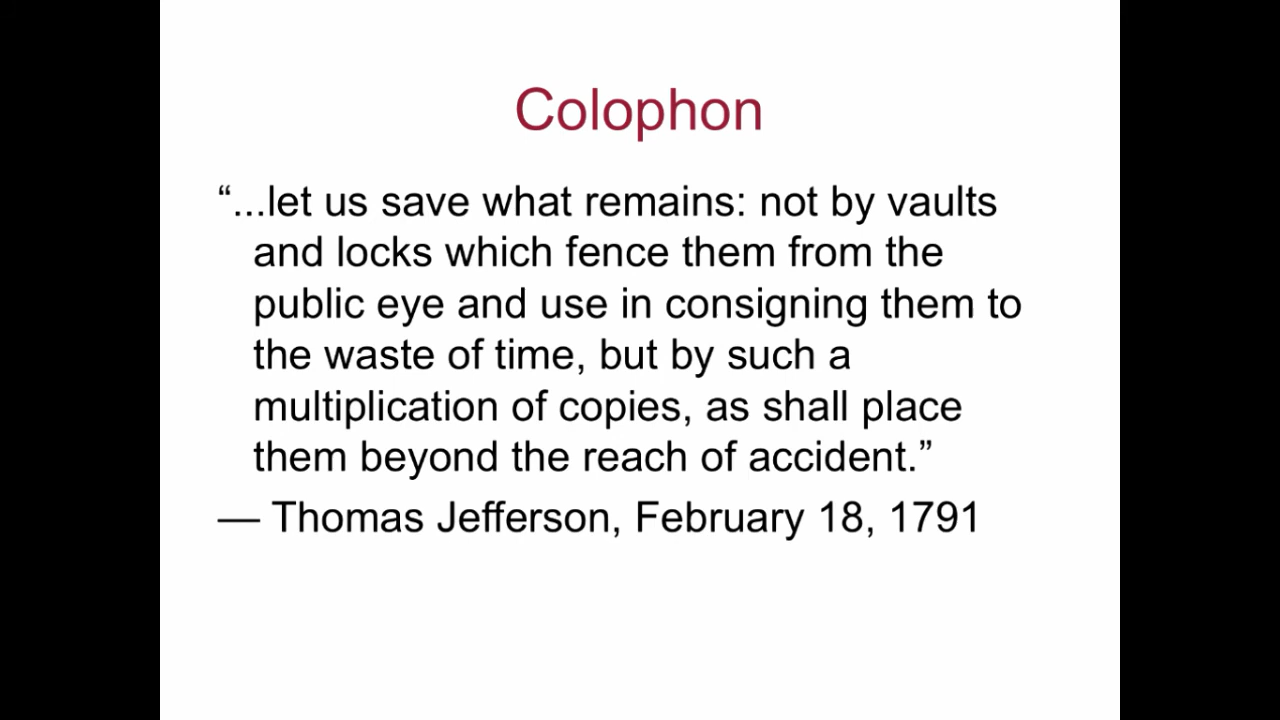 Colophon
“...let us save what remains: not by vaults
and locks which fence them from the
public eye and use in consigning them to
the waste of time, but by such a
multiplication of copies, as shall place
them beyond the reach of accident.”
— Thomas Jefferson, February 18, 1791